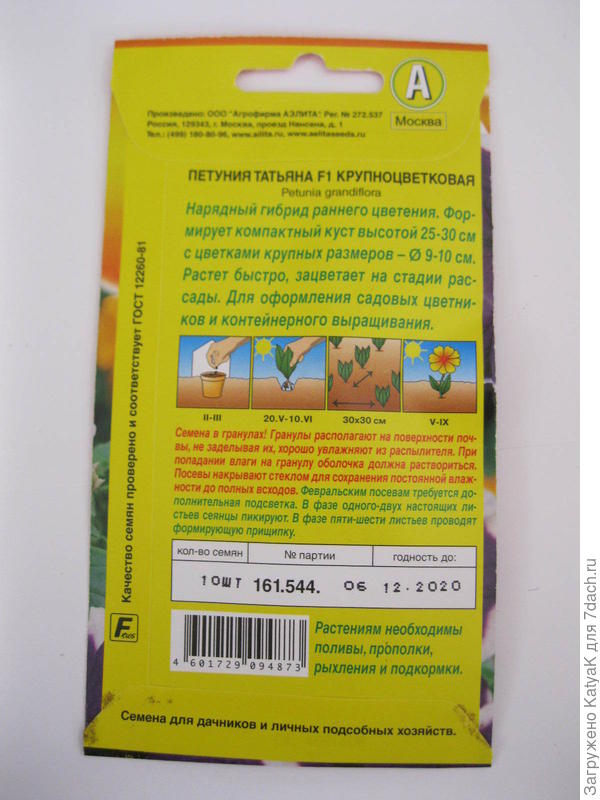 Произведено: ООО "Агрофирма АЭЛИТА". Рег. № 272.537
Россия, 129343, г. Москва, проезд Нансена, д. 1
Тел.: (499) 180-80-96, www.ailita.ru, www.aelitaseeds.ru
А
Москва
ПЕТУНИЯ ТАТЬЯНА F1 КРУПНОЦВЕТКОВАЯ
Petunia grandiflora
Нарядный гибрид раннего цветения. Фор-
мирует компактный куст высотой 25-30 см
с цветками крупных размеров – Ø 9-10 см.
Растет быстро, зацветает на стадии рас-
сады. Для оформления садовых цветни-
ков и контейнерного выращивания.
II-III
20.V-10.VI
30x30 см
V-IX
Семена в гранулах! Гранулы располагают на поверхности поч-
вы, не заделывая их, хорошо увлажняют из распылителя. При
попадании влаги на гранулу оболочка должна раствориться.
Посевы накрывают стеклом для сохранения постоянной влаж-
ности до полных всходов. Февральским посевам требуется до-
полнительная подсветка. В фазе одного-двух настоящих ли-
стьев сеянцы пикируют. В фазе пяти-шести листьев проводят
формирующую прищипку.
кол-во семян
№ партии
годность до:
10ШТ
161.544.
06 12.2020
4 601729 094873
Растениям необходимы
поливы, прополки,
рыхления и подкормки.
Семена для дачников и личных подсобных хозяйств.
Качество семян проверено и соответствует ГОСТ 12260-81
Загружено KatyaK для 7dach.ru